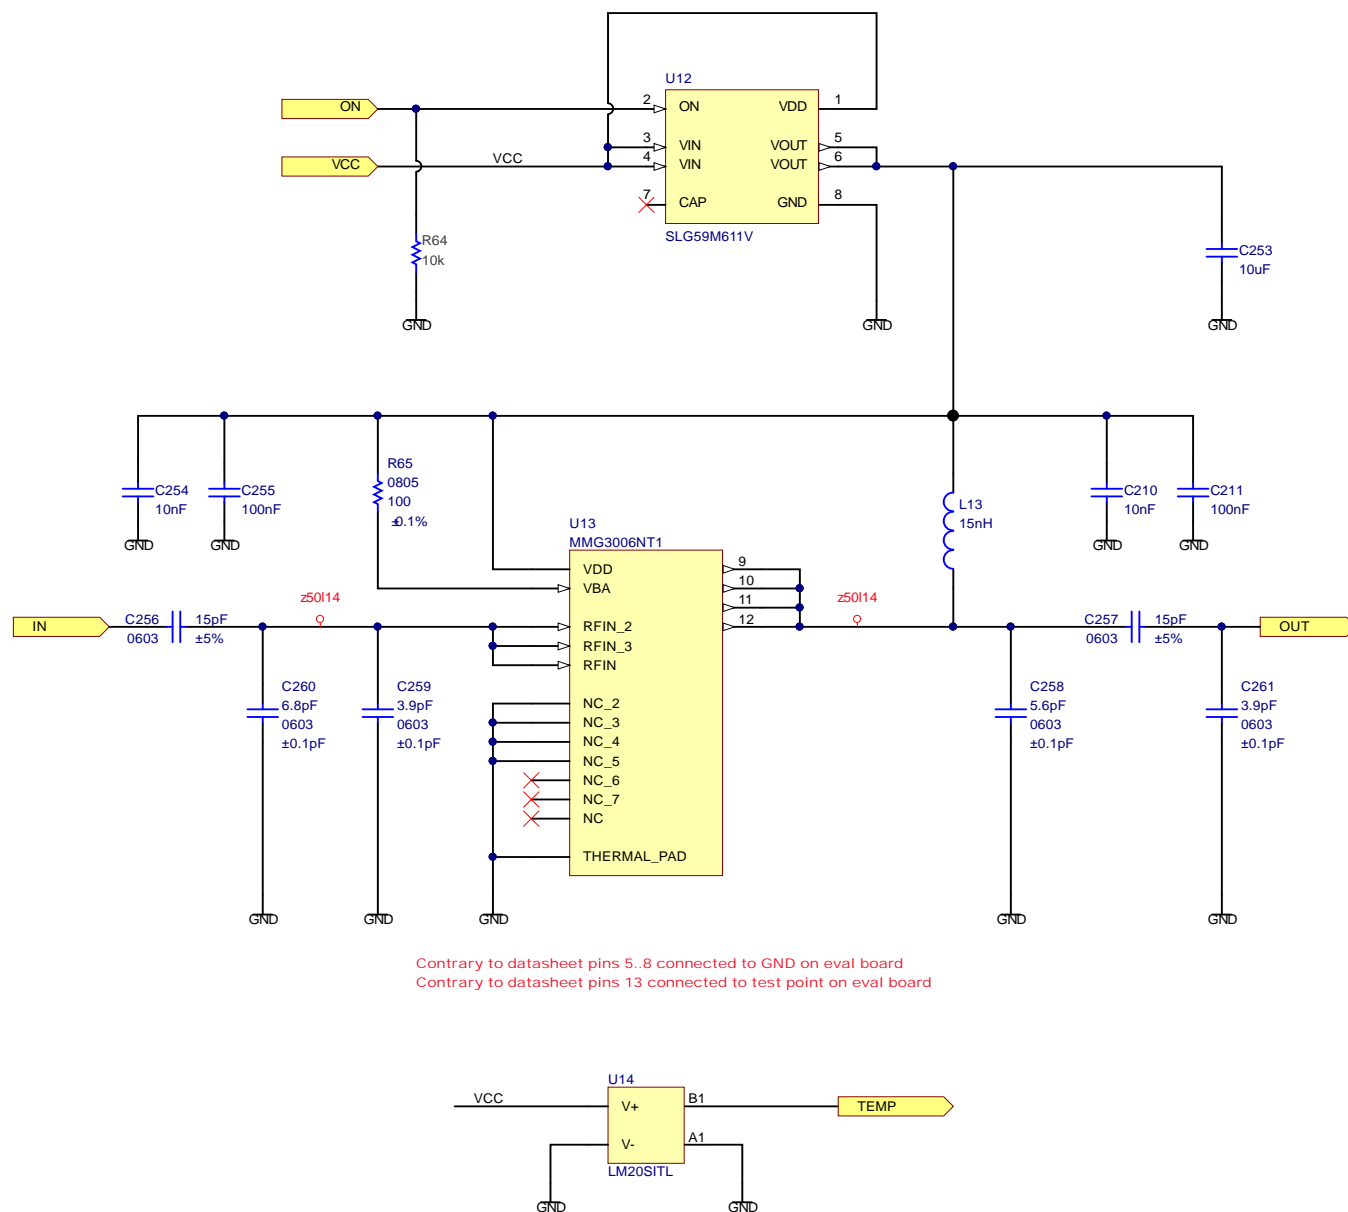 U12
ON
2
ON
VDD
1
3
VIN
VOUT
5
VCC
VCC
4
VIN
VOUT
6
7
CAP
GND
8
SLG59M611V
R64
10k
C253
10uF
GND
GND
GND
R65
0805
100
±0.1%
C254
10nF
C255
100nF
C210
10nF
C211
100nF
L13
15nH
GND
GND
GND
GND
U13
MMG3006NT1
VDD
9
VBA
10
11
z50l14
z50l14
IN
C256
0603
15pF
±5%
RFIN_2
12
RFIN_3
RFIN
C257
0603
15pF
±5%
OUT
C260
6.8pF
0603
±0.1pF
C259
3.9pF
0603
±0.1pF
NC_2
NC_3
NC_4
NC_5
NC_6
NC_7
NC
THERMAL_PAD
C258
5.6pF
0603
±0.1pF
C261
3.9pF
0603
±0.1pF
GND
GND
GND
GND
GND
Contrary to datasheet pins 5..8 connected to GND on eval board
Contrary to datasheet pins 13 connected to test point on eval board
U14
VCC
V+
B1
TEMP
V-
A1
LM20SITL
GND
GND